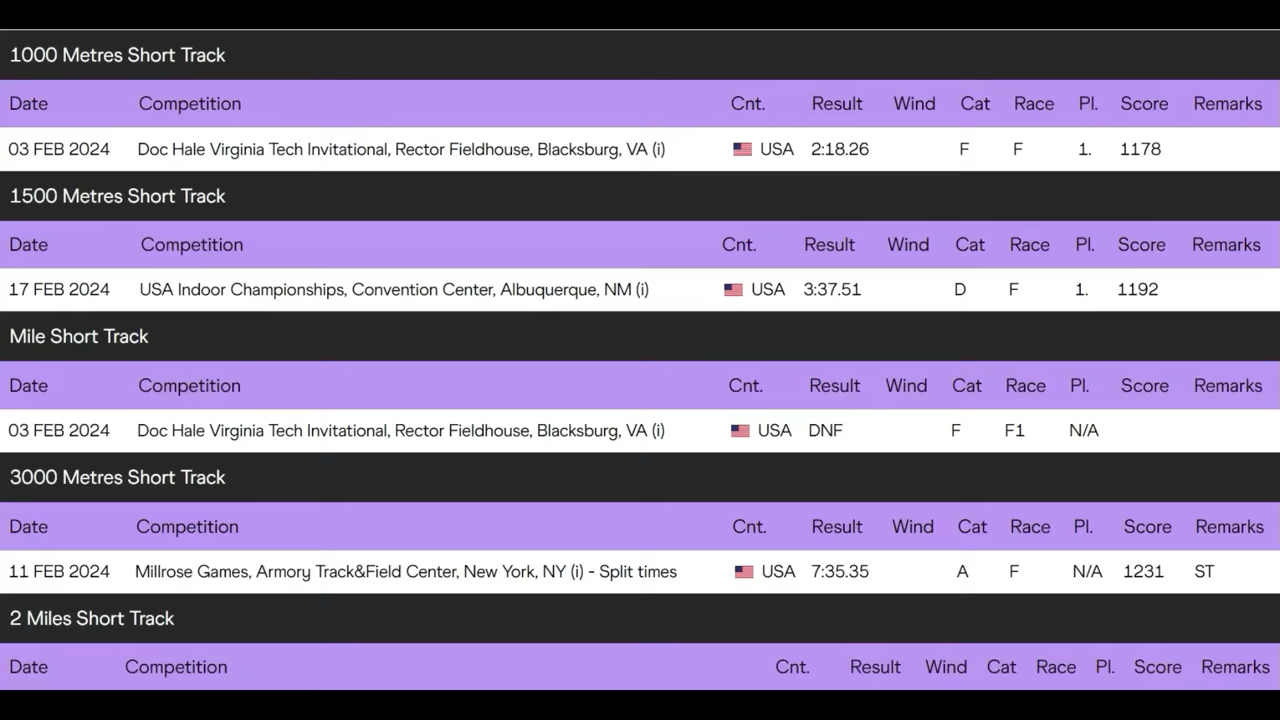 1000 Metres Short Track
Date Competition Cnt. Result Wind Cat Race Pl. Score Remarks
03 FEB 2024 Doc Hale Virginia Tech Invitational, Rector Fieldhouse, Blacksburg, VA (i) USA 2:18.26 F F 1. 1178
1500 Metres Short Track
Date Competition Cnt. Result Wind Cat Race Pl. Score Remarks
17 FEB 2024 USA Indoor Championships, Convention Center, Albuquerque, NM (i) USA 3:37.51 D F 1. 1192
Mile Short Track
Date Competition Cnt. Result Wind Cat Race Pl. Score Remarks
03 FEB 2024 Doc Hale Virginia Tech Invitational, Rector Fieldhouse, Blacksburg, VA (i) USA DNF F F1 N/A
3000 Metres Short Track
Date Competition Cnt. Result Wind Cat Race Pl. Score Remarks
11 FEB 2024 Millrose Games, Armory Track&Field Center, New York, NY (i) - Split times USA 7:35.35 A F N/A 1231 ST
2 Miles Short Track
Date Competition Cnt. Result Wind Cat Race Pl. Score Remarks